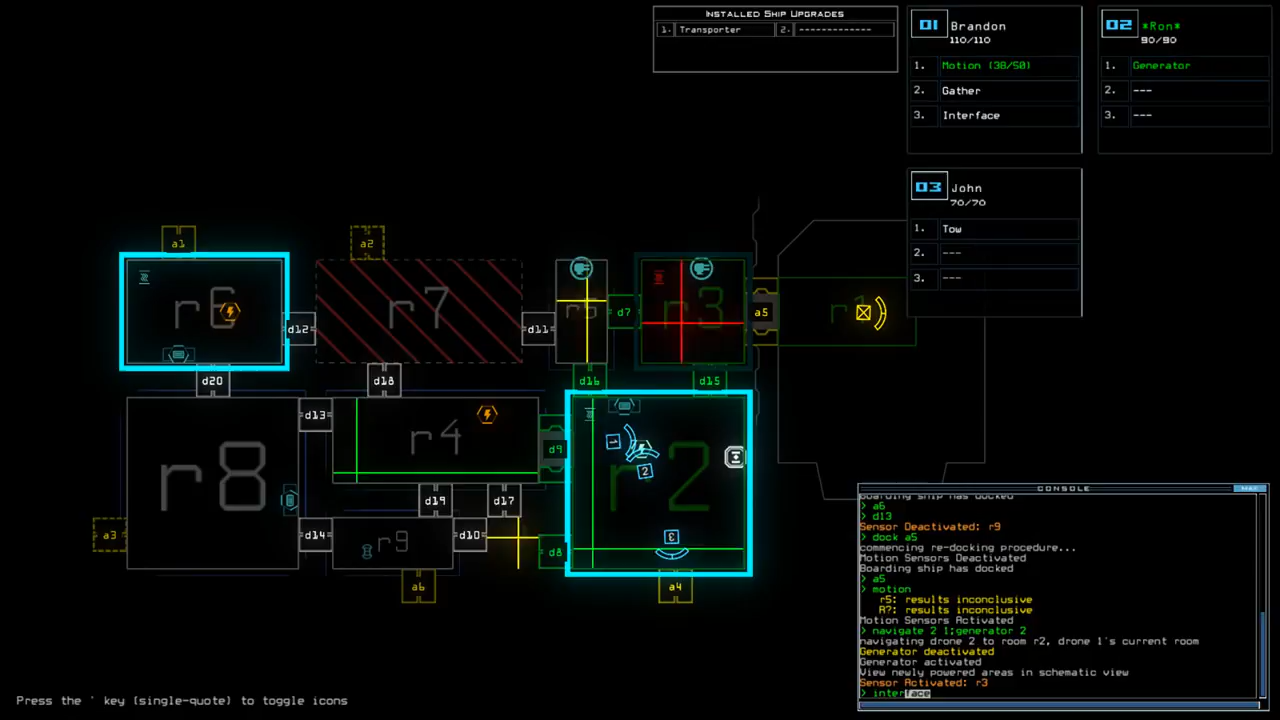 INSTALLED SHIP UPGRADES
1. Transporter 2. -------------
01 Brandon
110/110
1. Motion (38/50)
2. Gather
3. Interface
02 *Ron*
90/90
1. Generator
2. ---
3. ---
03 John
70/70
1. Tow
2. ---
3. ---
a1
a2
r6
d12
r7
d11
r5
d7
r3
a5
r1
d20
d18
d16
d15
d13
r4
d9
1
2
r2
r8
d19
d17
3
a3
d14
r9
d10
d8
a6
a4
CONSOLE
Boarding ship has docked
> a6
> d13
Sensor Deactivated: r9
> dock a5
commencing re-docking procedure...
Motion Sensors Deactivated
Boarding ship has docked
> a5
> motion
r5: results inconclusive
R?: results inconclusive
Motion Sensors Activated
> navigate 2 1;generator 2
navigating drone 2 to room r2, drone 1's current room
Generator deactivated
Generator activated
View newly powered areas in schematic view
Sensor Activated: r3
> interface
Press the ' key (single-quote) to toggle icons